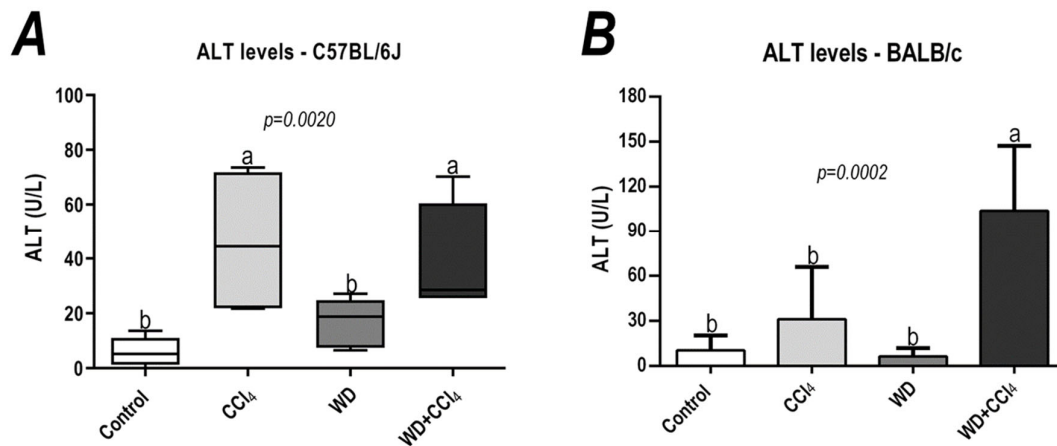 A
ALT levels - C57BL/6J
ALT (U/L)
100
80
60
40
20
0
p=0.0020
b
a
b
a
Control
CCl₄
WD
WD+CCl₄
B
ALT levels - BALB/c
ALT (U/L)
180
150
120
90
60
30
0
p=0.0002
b
b
b
a
Control
CCl₄
WD
WD+CCl₄